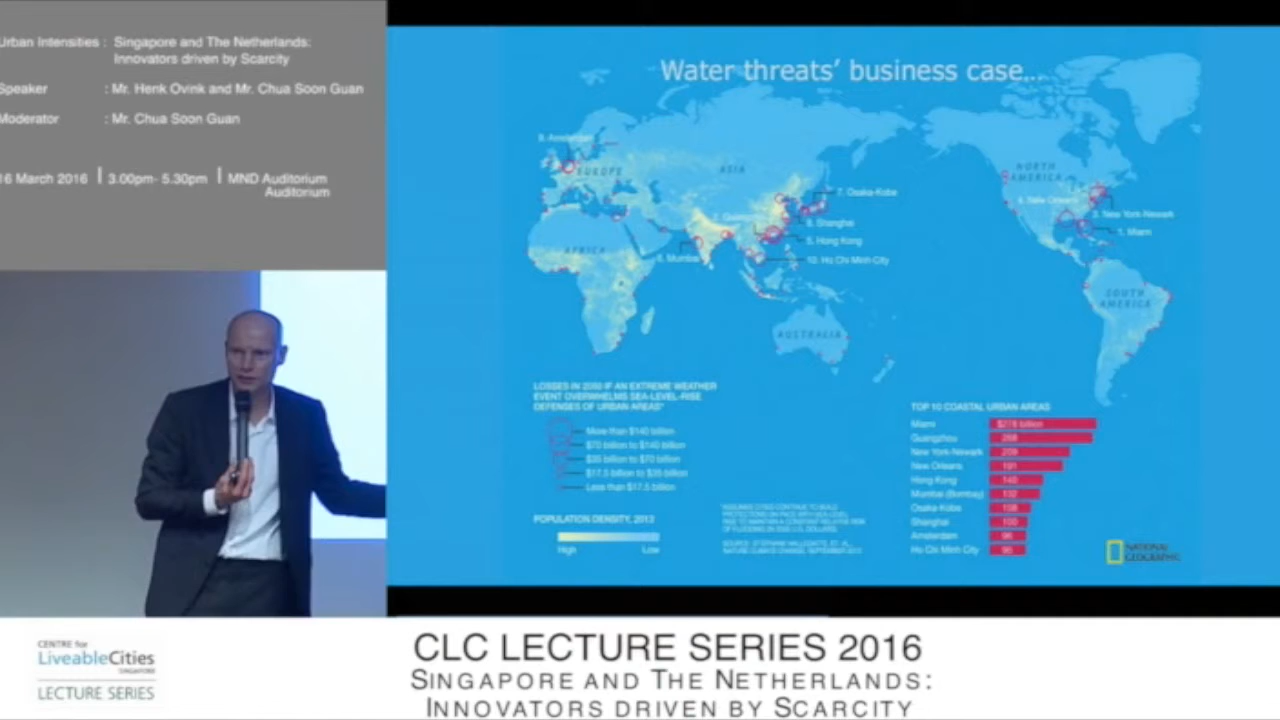 Urban Intensities : Singapore and The Netherlands:
Innovators driven by Scarcity
Speaker : Mr. Henk Ovink and Mr. Chua Soon Guan
Moderator : Mr. Chua Soon Guan
16 March 2016 | 3.00pm- 5.30pm | MND Auditorium
Auditorium
Water threats' business case...
9. Amsterdam
EUROPE
ASIA
NORTH
AMERICA
7. Osaka-Kobe
4. New Orleans
2. Guangzhou
8. Shanghai
3. New York-Newark
1. Miami
AFRICA
6. Mumbai
5. Hong Kong
10. Ho Chi Minh City
SOUTH
AMERICA
AUSTRALIA
LOSSES IN 2050 IF AN EXTREME WEATHER
EVENT OVERWHELMS SEA-LEVEL-RISE
DEFENSES OF URBAN AREAS*
More than $140 billion
$70 billion to $140 billion
$35 billion to $70 billion
$17.5 billion to $35 billion
Less than $17.5 billion
POPULATION DENSITY, 2012
High Low
TOP 10 COASTAL URBAN AREAS
Miami $278 billion
Guangzhou 268
New York-Newark 209
New Orleans 191
Hong Kong 140
Mumbai (Bombay) 132
Osaka-Kobe 108
Shanghai 100
Amsterdam 96
Ho Chi Minh City 95
NATIONAL
GEOGRAPHIC
CENTRE for
LiveableCities
SINGAPORE
LECTURE SERIES
CLC LECTURE SERIES 2016
SINGAPORE AND THE NETHERLANDS:
INNOVATORS DRIVEN BY SCARCITY